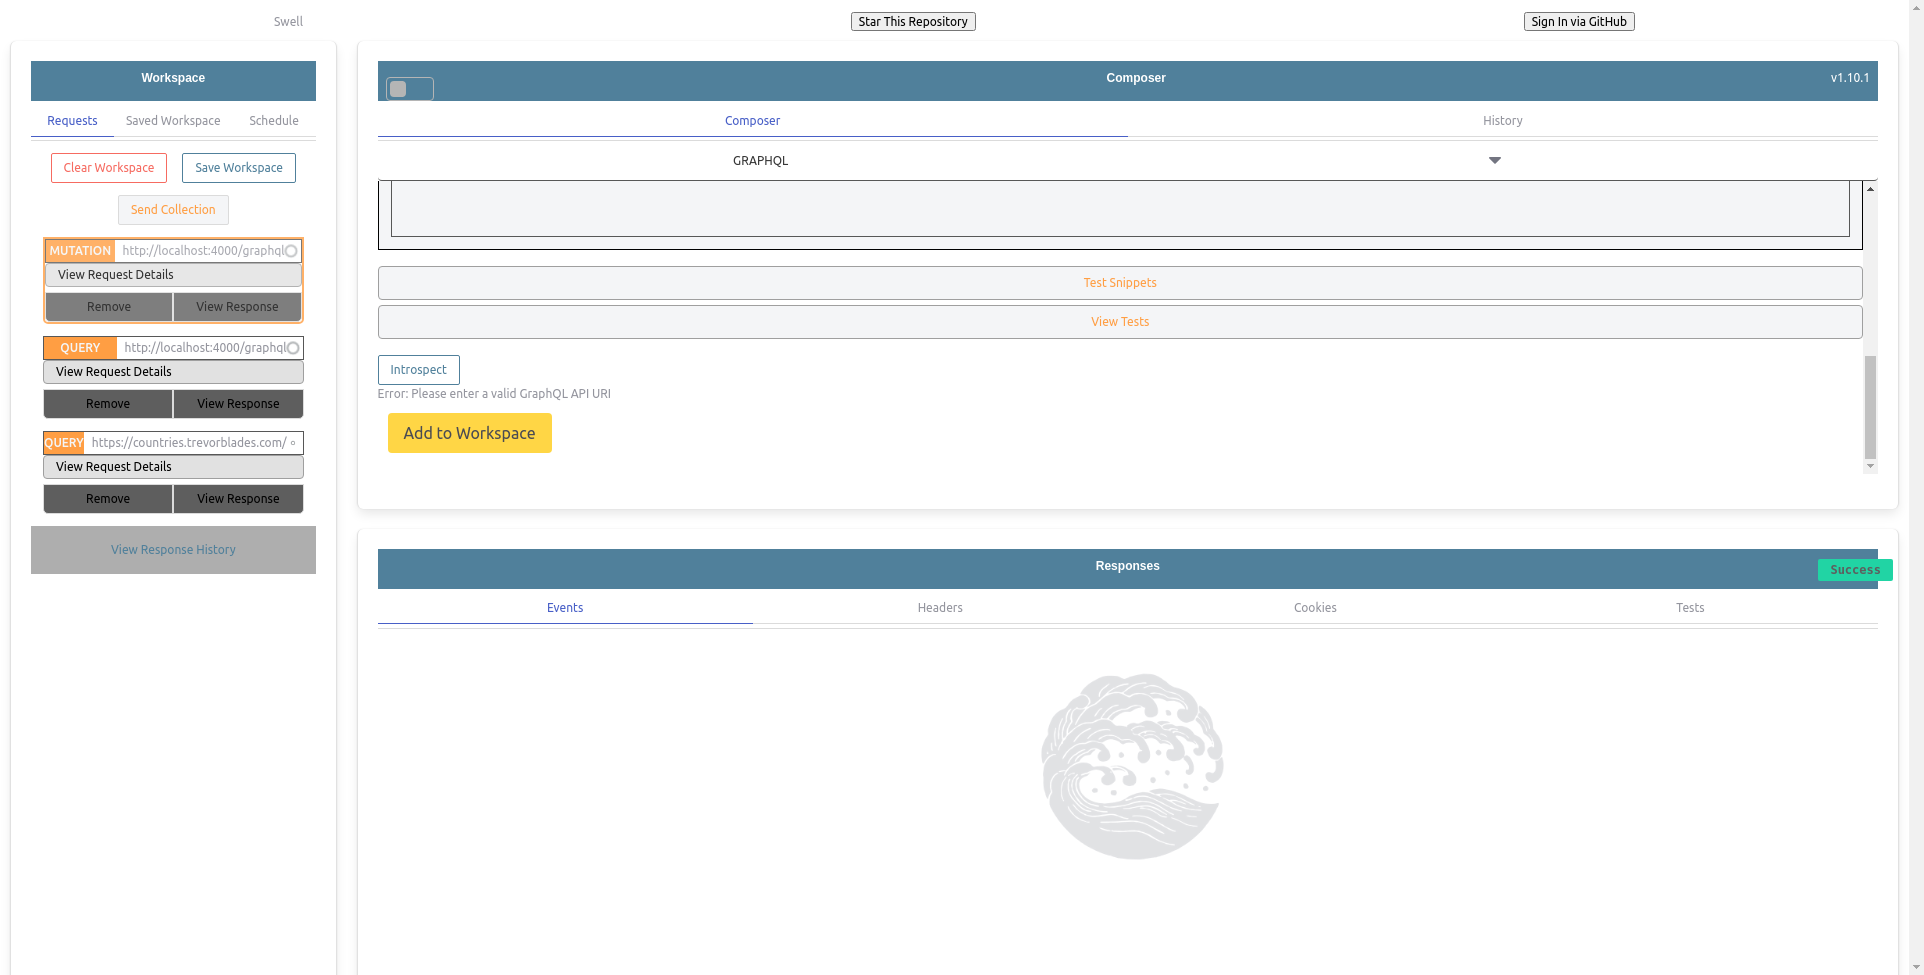 Swell
Star This Repository
Sign In via GitHub
Workspace
Requests
Saved Workspace
Schedule
Clear Workspace
Save Workspace
Send Collection
MUTATION http://localhost:4000/graphql
View Request Details
Remove
View Response
QUERY http://localhost:4000/graphql
View Request Details
Remove
View Response
QUERY https://countries.trevorblades.com/
View Request Details
Remove
View Response
View Response History
Composer
v1.10.1
Composer
History
GRAPHQL
Test Snippets
View Tests
Introspect
Error: Please enter a valid GraphQL API URI
Add to Workspace
Responses
Success
Events
Headers
Cookies
Tests